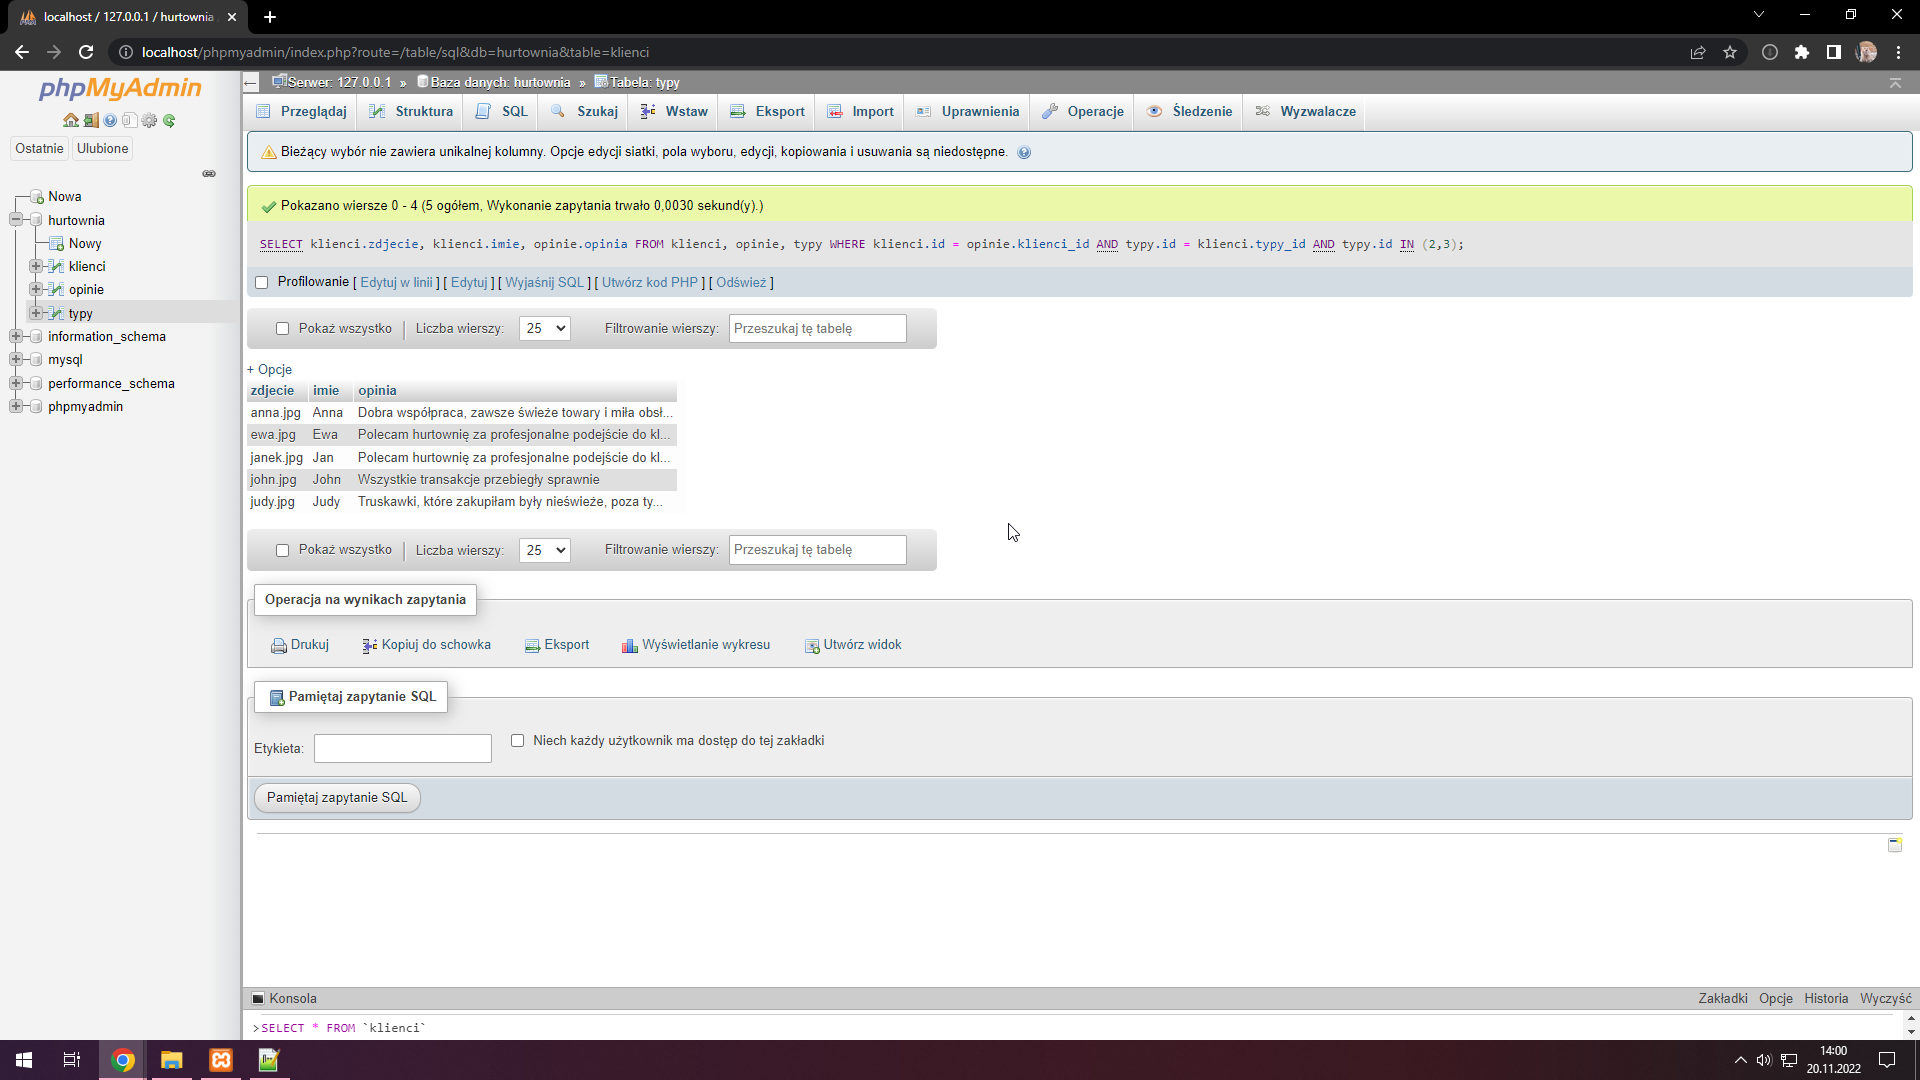 localhost / 127.0.0.1 / hurtownia
localhost/phpmyadmin/index.php?route=/table/sql&db=hurtownia&table=klienci
phpMyAdmin
Ostatnie Ulubione
Nowa
hurtownia
Nowy
klienci
opinie
typy
information_schema
mysql
performance_schema
phpmyadmin
Serwer: 127.0.0.1 » Baza danych: hurtownia » Tabela: typy
Przeglądaj Struktura SQL Szukaj Wstaw Eksport Import Uprawnienia Operacje Śledzenie Wyzwalacze
Bieżący wybór nie zawiera unikalnej kolumny. Opcje edycji siatki, pola wyboru, edycji, kopiowania i usuwania są niedostępne.
Pokazano wiersze 0 - 4 (5 ogółem, Wykonanie zapytania trwało 0,0030 sekund(y).)
SELECT klienci.zdjecie, klienci.imie, opinie.opinia FROM klienci, opinie, typy WHERE klienci.id = opinie.klienci_id AND typy.id = klienci.typy_id AND typy.id IN (2,3);
Profilowanie [ Edytuj w linii ] [ Edytuj ] [ Wyjaśnij SQL ] [ Utwórz kod PHP ] [ Odśwież ]
Pokaż wszystko | Liczba wierszy: 25 Filtrowanie wierszy: Przeszukaj tę tabelę
+ Opcje
zdjecie imie opinia
anna.jpg Anna Dobra współpraca, zawsze świeże towary i miła obsł...
ewa.jpg Ewa Polecam hurtownię za profesjonalne podejście do kl...
janek.jpg Jan Polecam hurtownię za profesjonalne podejście do kl...
john.jpg John Wszystkie transakcje przebiegły sprawnie
judy.jpg Judy Truskawki, które zakupiłam były nieświeże, poza ty...
Pokaż wszystko | Liczba wierszy: 25 Filtrowanie wierszy: Przeszukaj tę tabelę
Operacja na wynikach zapytania
Drukuj Kopiuj do schowka Eksport Wyświetlanie wykresu Utwórz widok
Pamiętaj zapytanie SQL
Etykieta: Niech każdy użytkownik ma dostęp do tej zakładki
Pamiętaj zapytanie SQL
Konsola Zakładki Opcje Historia Wyczyść
>SELECT * FROM `klienci`
14:00
20.11.2022